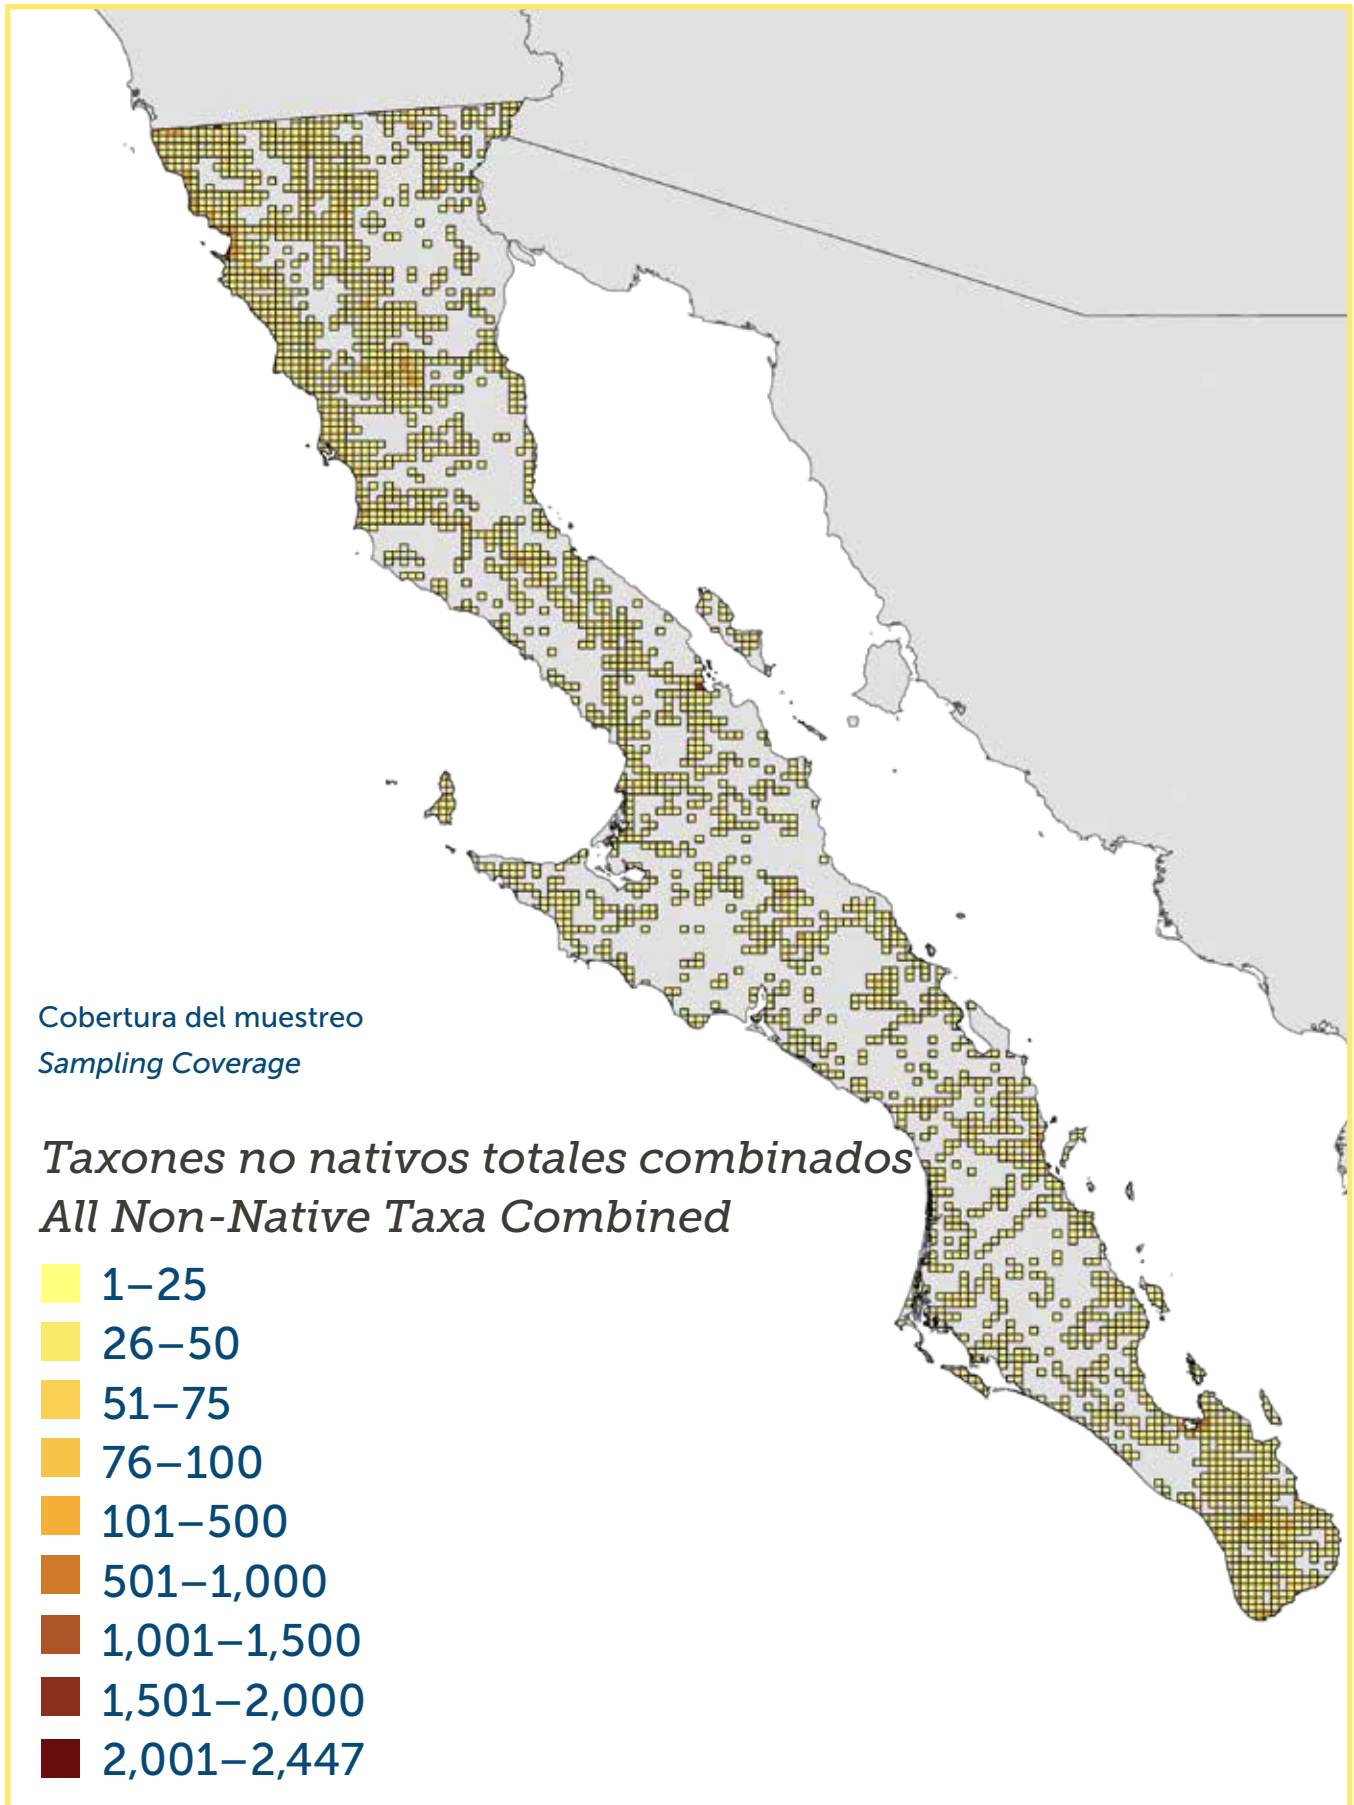 Cobertura del muestreo
Sampling Coverage
Taxones no nativos totales combinados
All Non-Native Taxa Combined
1–25
26–50
51–75
76–100
101–500
501–1,000
1,001–1,500
1,501–2,000
2,001–2,447